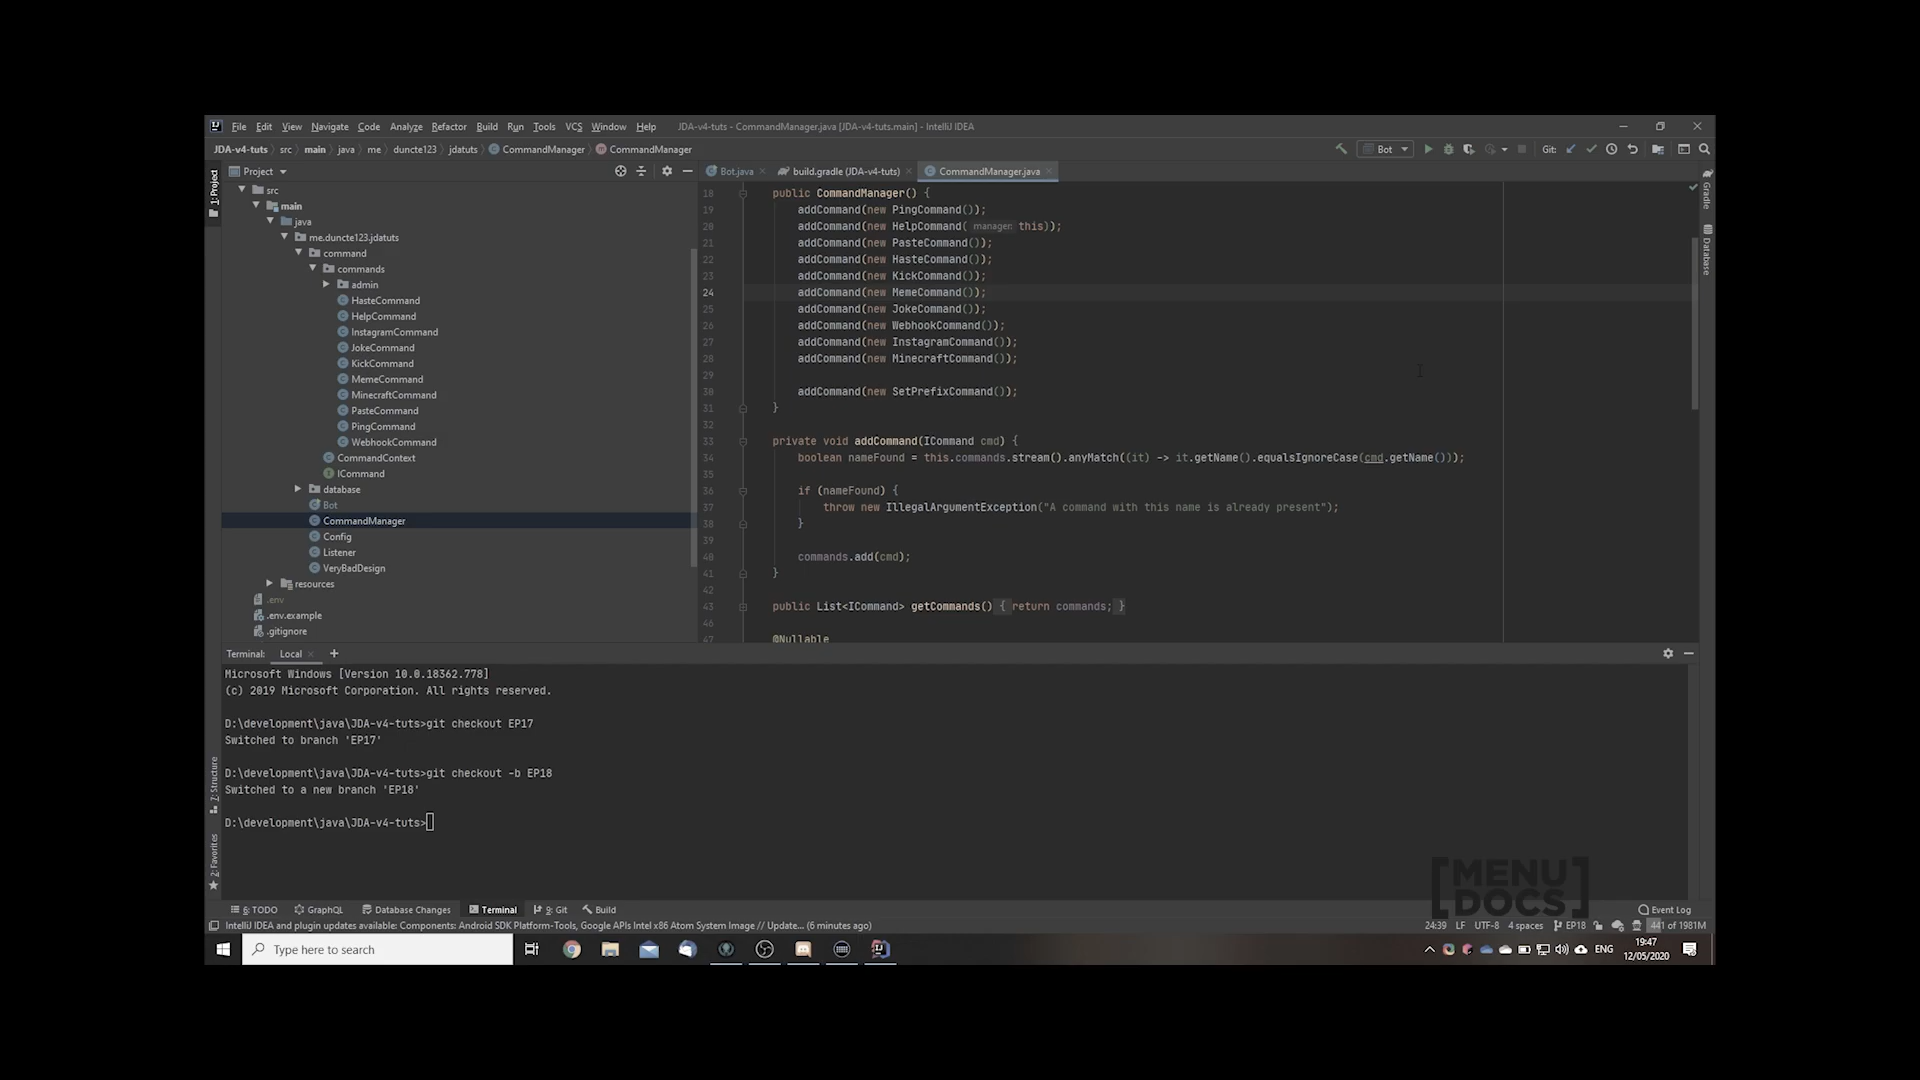 File Edit View Navigate Code Analyze Refactor Build Run Tools VCS Window Help JDA-v4-tuts - CommandManager.java [JDA-v4-tuts.main] - IntelliJ IDEA
JDA-v4-tuts src main java me duncte123 jdatuts CommandManager CommandManager Bot Git:
1: Project
Project
Bot.java build.gradle (JDA-v4-tuts) CommandManager.java
Gradle
Database
src
main
java
me.duncte123.jdatuts
command
commands
admin
HasteCommand
HelpCommand
InstagramCommand
JokeCommand
KickCommand
MemeCommand
MinecraftCommand
PasteCommand
PingCommand
WebhookCommand
CommandContext
ICommand
database
Bot
CommandManager
Config
Listener
VeryBadDesign
resources
.env
.env.example
.gitignore
18 public CommandManager() {
19 addCommand(new PingCommand());
20 addCommand(new HelpCommand( manager: this));
21 addCommand(new PasteCommand());
22 addCommand(new HasteCommand());
23 addCommand(new KickCommand());
24 addCommand(new MemeCommand());
25 addCommand(new JokeCommand());
26 addCommand(new WebhookCommand());
27 addCommand(new InstagramCommand());
28 addCommand(new MinecraftCommand());
29
30 addCommand(new SetPrefixCommand());
31 }
32
33 private void addCommand(ICommand cmd) {
34 boolean nameFound = this.commands.stream().anyMatch((it) -> it.getName().equalsIgnoreCase(cmd.getName()));
35
36 if (nameFound) {
37 throw new IllegalArgumentException("A command with this name is already present");
38 }
39
40 commands.add(cmd);
41 }
42
43 public List<ICommand> getCommands() { return commands; }
46
47 @Nullable
Terminal: Local +
Microsoft Windows [Version 10.0.18362.778]
(c) 2019 Microsoft Corporation. All rights reserved.
D:\development\java\JDA-v4-tuts>git checkout EP17
Switched to branch 'EP17'
D:\development\java\JDA-v4-tuts>git checkout -b EP18
Switched to a new branch 'EP18'
D:\development\java\JDA-v4-tuts>
7: Structure
2: Favorites
[MENU DOCS]
6: TODO GraphQL Database Changes Terminal 9: Git Build Event Log
IntelliJ IDEA and plugin updates available: Components: Android SDK Platform-Tools, Google APIs Intel x86 Atom System Image // Update... (6 minutes ago) 24:39 LF UTF-8 4 spaces EP18 441 of 1981M
Type here to search ENG 19:47
12/05/2020